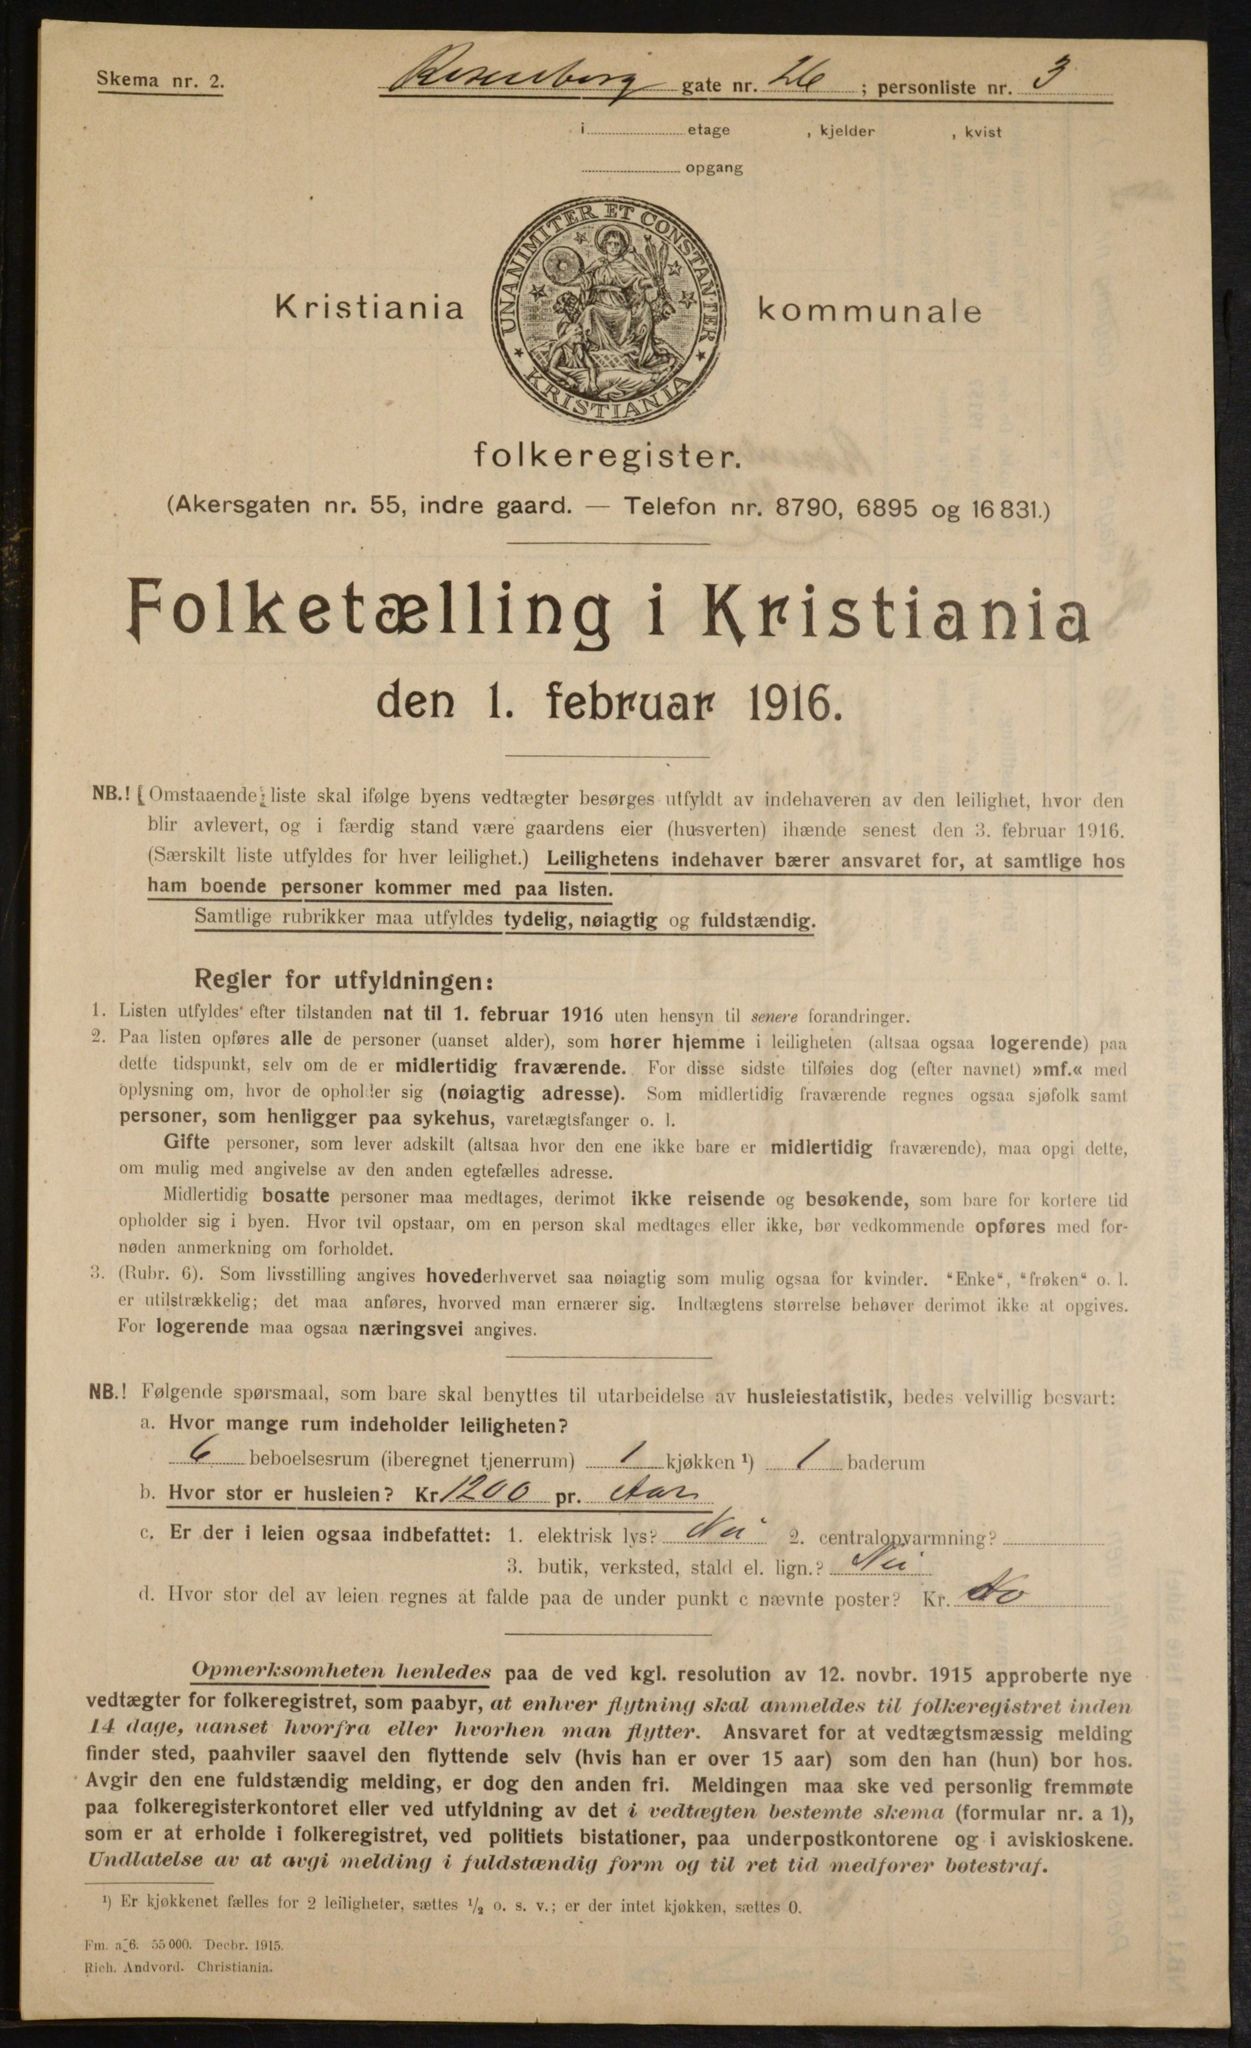 Skema nr. 2.
Rosenborg gate nr. 26; personliste nr. 3
i etage , kjelder , kvist
opgang
UNANIMITER ET CONSTANTER
KRISTIANIA
Kristiania kommunale
folkeregister.
(Akersgaten nr. 55, indre gaard. — Telefon nr. 8790, 6895 og 16831.)
Folketælling i Kristiania
den 1. februar 1916.
NB.! [Omstaaende] liste skal ifølge byens vedtægter besørges utfyldt av indehaveren av den leilighet, hvor den
blir avlevert, og i færdig stand være gaardens eier (husverten) ihænde senest den 3. februar 1916.
(Særskilt liste utfyldes for hver leilighet.) Leilighetens indehaver bærer ansvaret for, at samtlige hos
ham boende personer kommer med paa listen.
Samtlige rubrikker maa utfyldes tydelig, nøiagtig og fuldstændig.
Regler for utfyldningen:
1. Listen utfyldes efter tilstanden nat til 1. februar 1916 uten hensyn til senere forandringer.
2. Paa listen opføres alle de personer (uanset alder), som hører hjemme i leiligheten (altsaa ogsaa logerende) paa
dette tidspunkt, selv om de er midlertidig fraværende. For disse sidste tilføies dog (efter navnet) »mf.« med
oplysning om, hvor de opholder sig (nøiagtig adresse). Som midlertidig fraværende regnes ogsaa sjøfolk samt
personer, som henligger paa sykehus, varetægtsfanger o. l.
Gifte personer, som lever adskilt (altsaa hvor den ene ikke bare er midlertidig fraværende), maa opgi dette,
om mulig med angivelse av den anden egtefælles adresse.
Midlertidig bosatte personer maa medtages, derimot ikke reisende og besøkende, som bare for kortere tid
opholder sig i byen. Hvor tvil opstaar, om en person skal medtages eller ikke, bør vedkommende opføres med for-
nøden anmerkning om forholdet.
3. (Rubr. 6). Som livsstilling angives hovederhvervet saa nøiagtig som mulig ogsaa for kvinder. "Enke", "frøken" o. l.
er utilstrækkelig; det maa anføres, hvorved man ernærer sig. Indtægtens størrelse behøver derimot ikke at opgives.
For logerende maa ogsaa næringsvei angives.
NB.! Følgende spørsmaal, som bare skal benyttes til utarbeidelse av husleiestatistik, bedes velvillig besvart:
a. Hvor mange rum indeholder leiligheten?
6 beboelsesrum (iberegnet tjenerrum) 1 kjøkken ¹) 1 baderum
b. Hvor stor er husleien? Kr 1200 pr. Aar
c. Er der i leien ogsaa indbefattet: 1. elektrisk lys? Nei 2. centralopvarmning?
3. butik, verksted, stald el. lign.? Nei
d. Hvor stor del av leien regnes at falde paa de under punkt c nævnte poster? Kr.
Opmerksomheten henledes paa de ved kgl. resolution av 12. novbr. 1915 approberte nye
vedtægter for folkeregistret, som paabyr, at enhver flytning skal anmeldes til folkeregistret inden
14 dage, uanset hvorfra eller hvorhen man flytter. Ansvaret for at vedtægtsmæssig melding
finder sted, paahviler saavel den flyttende selv (hvis han er over 15 aar) som den han (hun) bor hos.
Avgir den ene fuldstændig melding, er dog den anden fri. Meldingen maa ske ved personlig fremmøte
paa folkeregisterkontoret eller ved utfyldning av det i vedtægten bestemte skema (formular nr. a 1),
som er at erholde i folkeregistret, ved politiets bistationer, paa underpostkontorene og i aviskioskene.
Undlatelse av at avgi melding i fuldstændig form og til ret tid medfører bøtestraf.
¹) Er kjøkkenet fælles for 2 leiligheter, sættes ½ o. s. v.; er der intet kjøkken, sættes 0.
Fm. a6. 55000. Decbr. 1915.
Rich. Andvord. Christiania.